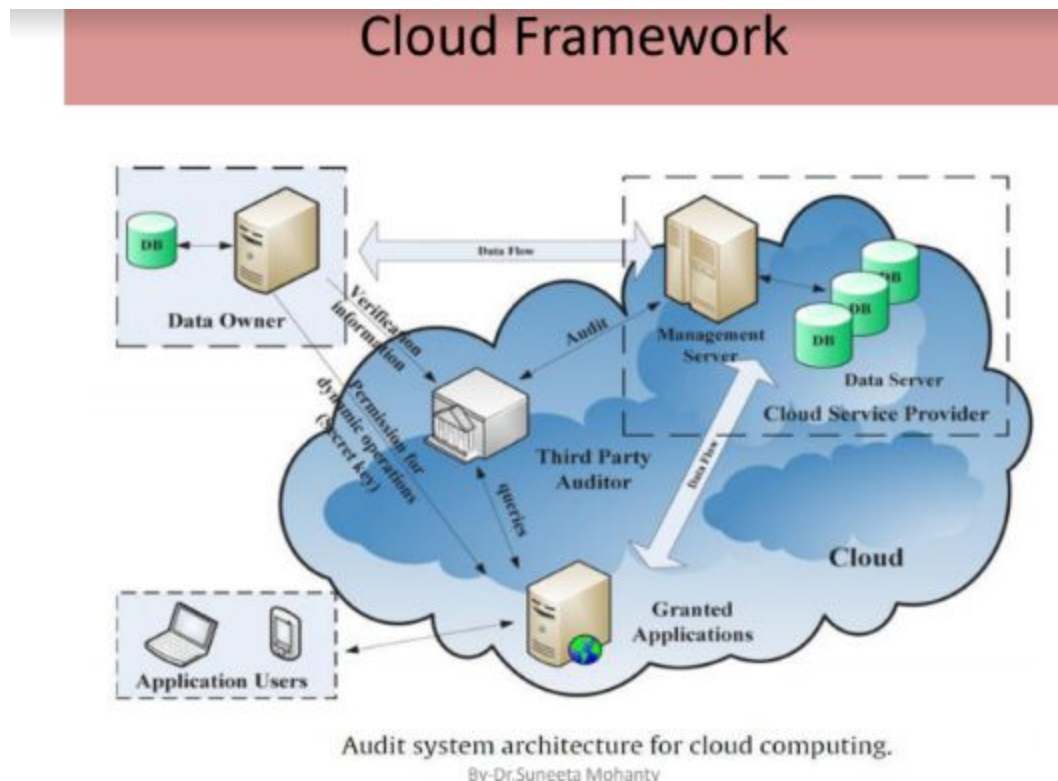 Cloud Framework
DB
Data Owner
Data Flow
Verification
information
Permission for
dynamic operations
(Secret key)
Audit
Management
Server
DB
DB
DB
Data Server
Cloud Service Provider
Third Party
Auditor
queries
Data Flow
Cloud
Granted
Applications
Application Users
Audit system architecture for cloud computing.
By-Dr.Suneeta Mohanty